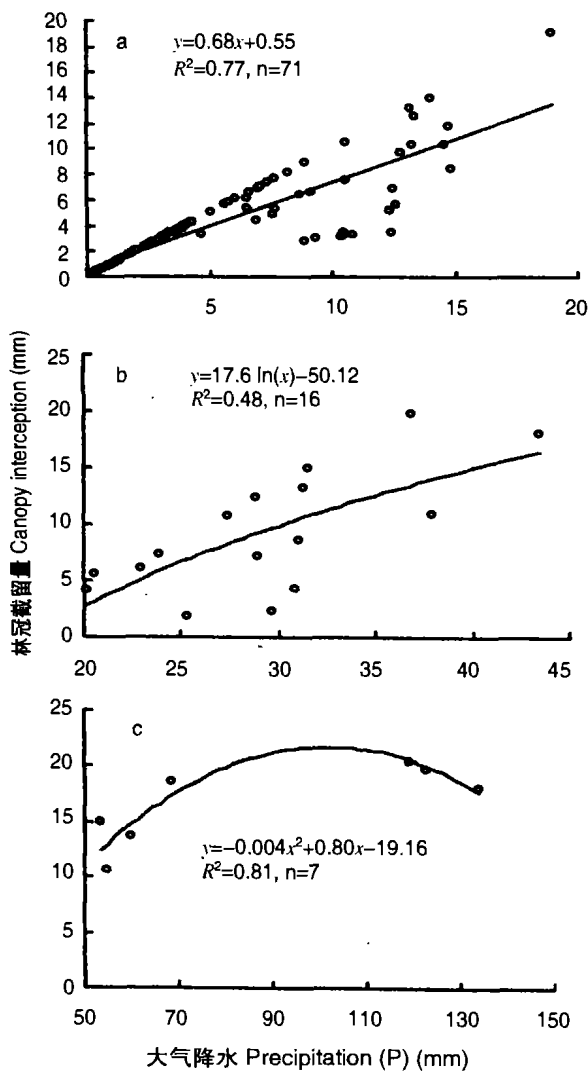 20
18
16
14
12
10
8
6
4
2
0
a
y=0.68x+0.55
R²=0.77, n=71
5 10 15 20
林冠截留量 Canopy interception (mm)
25
20
15
10
5
0
b
y=17.6 ln(x)−50.12
R²=0.48, n=16
20 25 30 35 40 45
25
20
15
10
5
0
c
y=−0.004x²+0.80x−19.16
R²=0.81, n=7
50 70 90 110 130 150
大气降水 Precipitation (P) (mm)